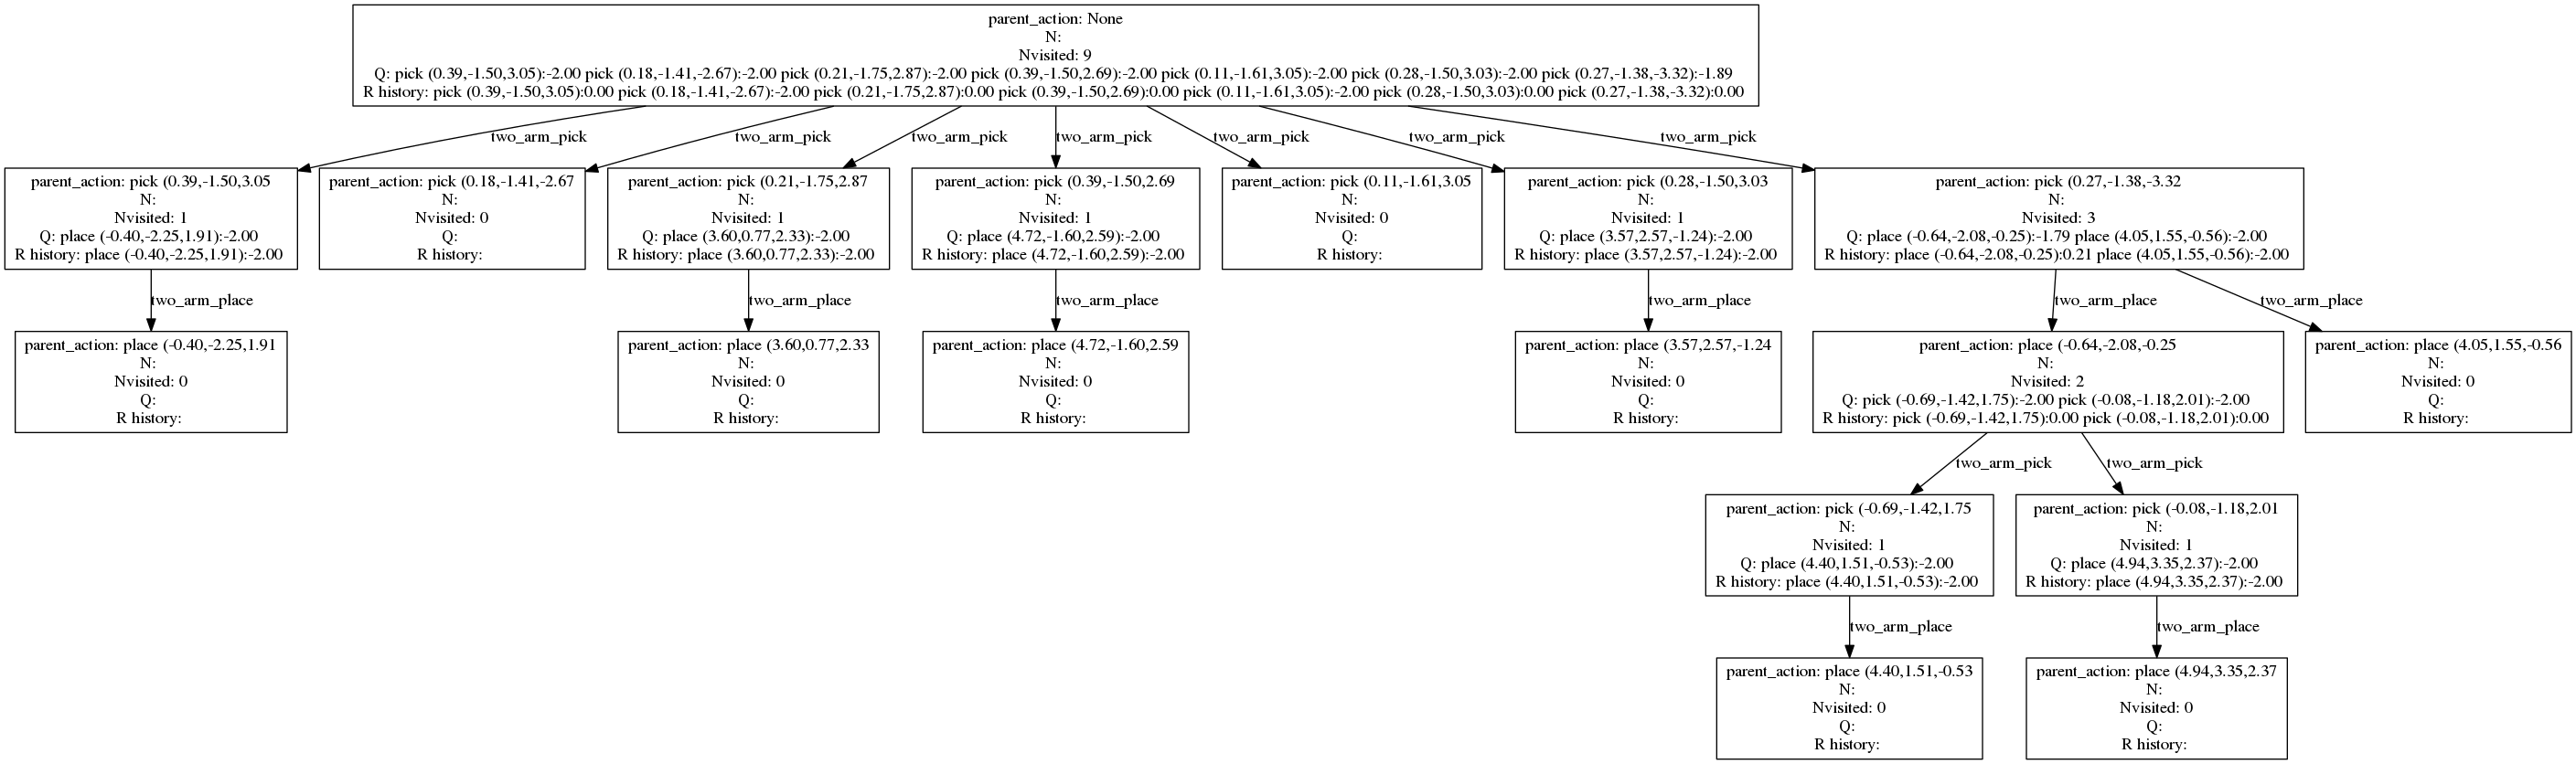 parent_action: None
N:
Nvisited: 9
Q: pick (0.39,-1.50,3.05):-2.00 pick (0.18,-1.41,-2.67):-2.00 pick (0.21,-1.75,2.87):-2.00 pick (0.39,-1.50,2.69):-2.00 pick (0.11,-1.61,3.05):-2.00 pick (0.28,-1.50,3.03):-2.00 pick (0.27,-1.38,-3.32):-1.89
R history: pick (0.39,-1.50,3.05):0.00 pick (0.18,-1.41,-2.67):-2.00 pick (0.21,-1.75,2.87):0.00 pick (0.39,-1.50,2.69):0.00 pick (0.11,-1.61,3.05):-2.00 pick (0.28,-1.50,3.03):0.00 pick (0.27,-1.38,-3.32):0.00
two_arm_pick
two_arm_pick
two_arm_pick
two_arm_pick
two_arm_pick
two_arm_pick
two_arm_pick
parent_action: pick (0.39,-1.50,3.05
N:
Nvisited: 1
Q: place (-0.40,-2.25,1.91):-2.00
R history: place (-0.40,-2.25,1.91):-2.00
parent_action: pick (0.18,-1.41,-2.67
N:
Nvisited: 0
Q:
R history:
parent_action: pick (0.21,-1.75,2.87
N:
Nvisited: 1
Q: place (3.60,0.77,2.33):-2.00
R history: place (3.60,0.77,2.33):-2.00
parent_action: pick (0.39,-1.50,2.69
N:
Nvisited: 1
Q: place (4.72,-1.60,2.59):-2.00
R history: place (4.72,-1.60,2.59):-2.00
parent_action: pick (0.11,-1.61,3.05
N:
Nvisited: 0
Q:
R history:
parent_action: pick (0.28,-1.50,3.03
N:
Nvisited: 1
Q: place (3.57,2.57,-1.24):-2.00
R history: place (3.57,2.57,-1.24):-2.00
parent_action: pick (0.27,-1.38,-3.32
N:
Nvisited: 3
Q: place (-0.64,-2.08,-0.25):-1.79 place (4.05,1.55,-0.56):-2.00
R history: place (-0.64,-2.08,-0.25):0.21 place (4.05,1.55,-0.56):-2.00
two_arm_place
two_arm_place
two_arm_place
two_arm_place
two_arm_place
two_arm_place
parent_action: place (-0.40,-2.25,1.91
N:
Nvisited: 0
Q:
R history:
parent_action: place (3.60,0.77,2.33
N:
Nvisited: 0
Q:
R history:
parent_action: place (4.72,-1.60,2.59
N:
Nvisited: 0
Q:
R history:
parent_action: place (3.57,2.57,-1.24
N:
Nvisited: 0
Q:
R history:
parent_action: place (-0.64,-2.08,-0.25
N:
Nvisited: 2
Q: pick (-0.69,-1.42,1.75):-2.00 pick (-0.08,-1.18,2.01):-2.00
R history: pick (-0.69,-1.42,1.75):0.00 pick (-0.08,-1.18,2.01):0.00
parent_action: place (4.05,1.55,-0.56
N:
Nvisited: 0
Q:
R history:
two_arm_pick
two_arm_pick
parent_action: pick (-0.69,-1.42,1.75
N:
Nvisited: 1
Q: place (4.40,1.51,-0.53):-2.00
R history: place (4.40,1.51,-0.53):-2.00
parent_action: pick (-0.08,-1.18,2.01
N:
Nvisited: 1
Q: place (4.94,3.35,2.37):-2.00
R history: place (4.94,3.35,2.37):-2.00
two_arm_place
two_arm_place
parent_action: place (4.40,1.51,-0.53
N:
Nvisited: 0
Q:
R history:
parent_action: place (4.94,3.35,2.37
N:
Nvisited: 0
Q:
R history: